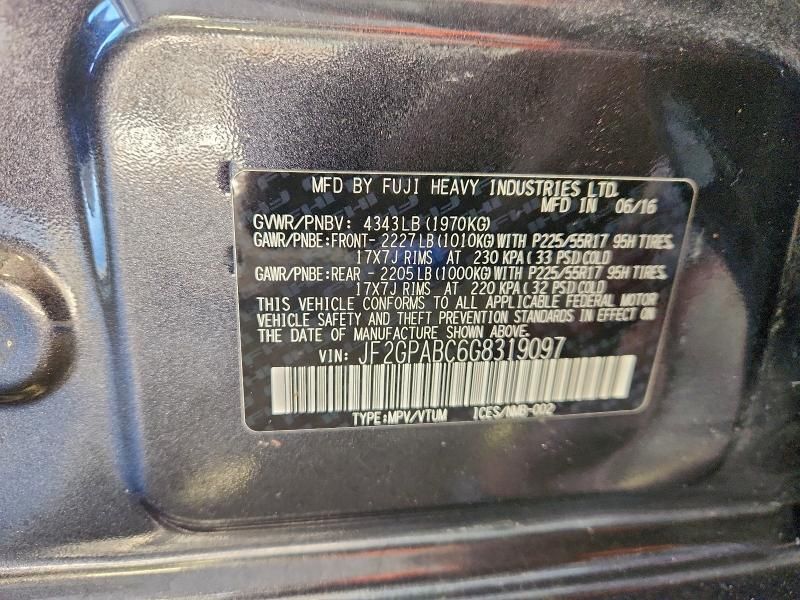 MFD BY FUJI HEAVY INDUSTRIES LTD.
MFD IN 06/16
GVWR/PNBV: 4343LB (1970KG)
GAWR/PNBE:FRONT- 2227LB (1010KG) WITH P225/55R17 95H TIRES,
17X7J RIMS AT 230 KPA ( 33 PSI) COLD
GAWR/PNBE:REAR - 2205LB (1000KG) WITH P225/55R17 95H TIRES,
17X7J RIMS AT 220 KPA ( 32 PSI) COLD
THIS VEHICLE CONFORMS TO ALL APPLICABLE FEDERAL MOTOR
VEHICLE SAFETY AND THEFT PREVENTION STANDARDS IN EFFECT
ON THE DATE OF MANUFACTURE SHOWN ABOVE.
VIN: JF2GPABC6G8319097
TYPE:MPV/VTUM ICES/NMB-002